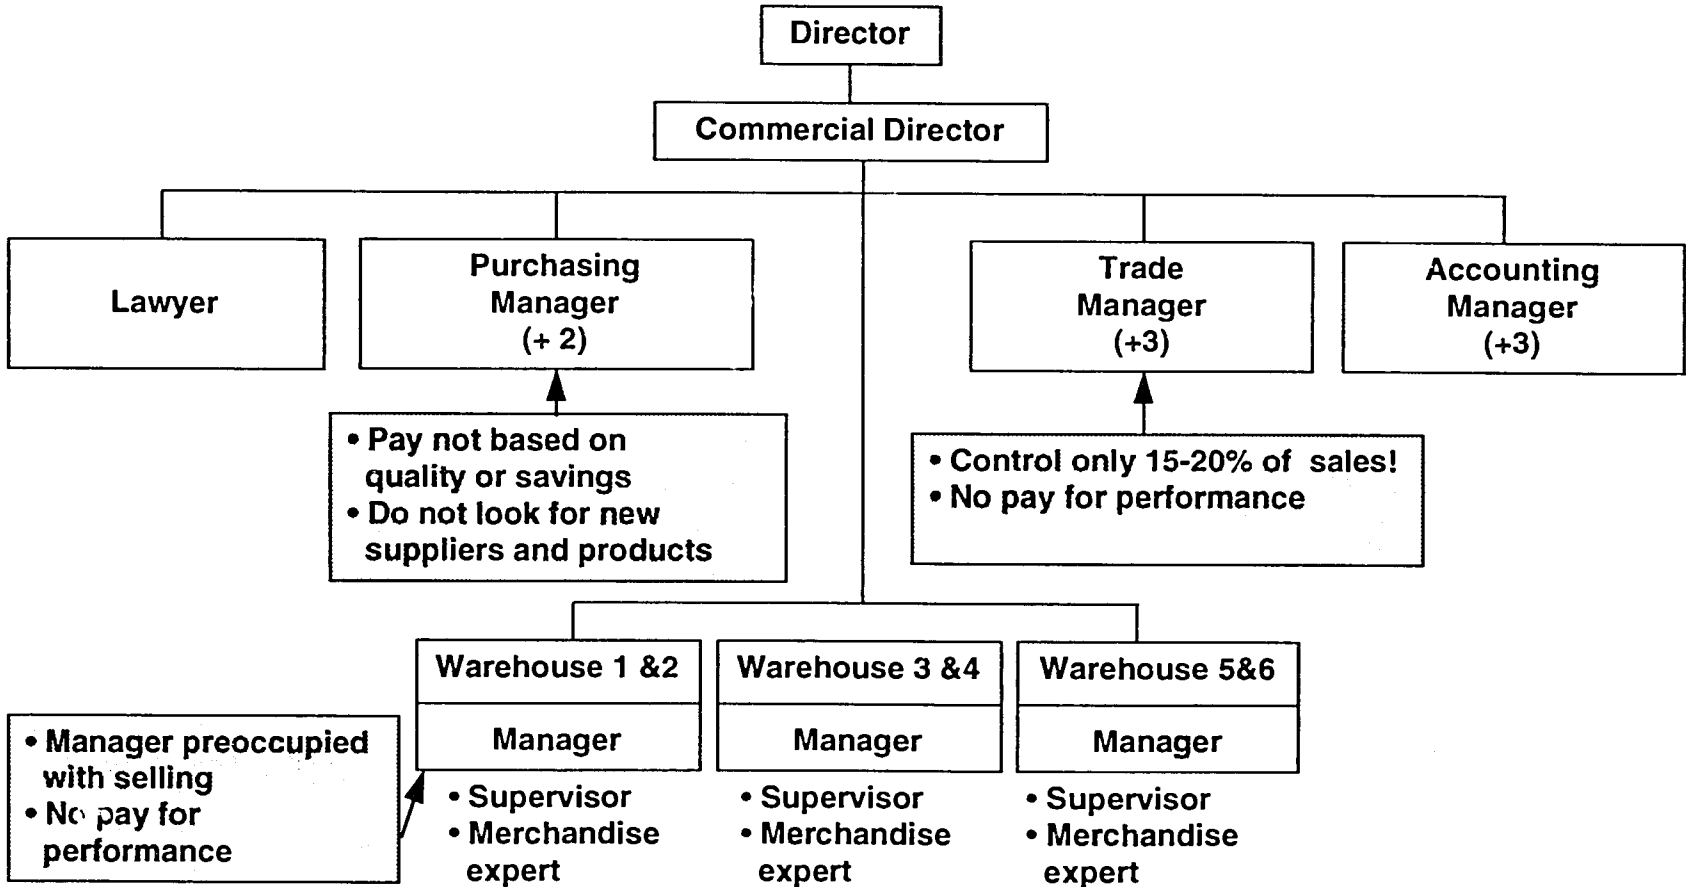 Director
Commercial Director
Lawyer
Purchasing
Manager
(+ 2)
Trade
Manager
(+3)
Accounting
Manager
(+3)
• Pay not based on
quality or savings
• Do not look for new
suppliers and products
• Control only 15-20% of sales!
• No pay for performance
Warehouse 1 &2
Manager
• Supervisor
• Merchandise
expert
Warehouse 3 &4
Manager
• Supervisor
• Merchandise
expert
Warehouse 5&6
Manager
• Supervisor
• Merchandise
expert
• Manager preoccupied
with selling
• No pay for
performance